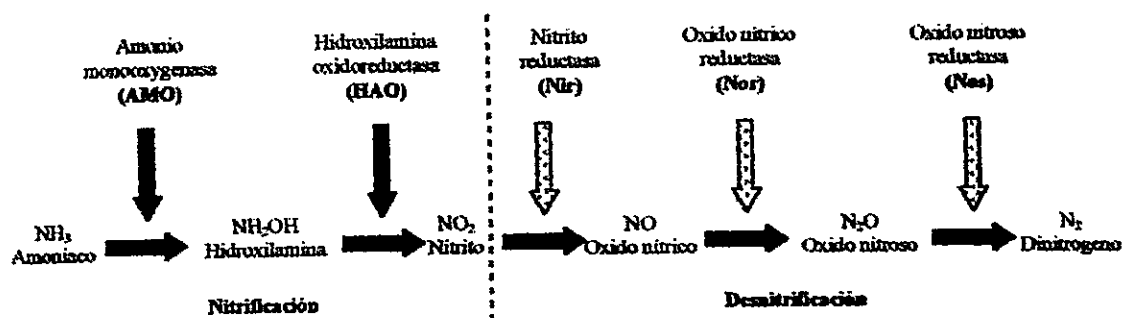 Amonio
monooxygenasa
(AMO)
Hidroxilamina
oxidoreductasa
(HAO)
Nitrito
reductasa
(Nir)
Oxido nitrico
reductasa
(Nor)
Oxido nitroso
reductasa
(Nos)
NH₃
Amoniaco
NH₂OH
Hidroxilamina
NO₂
Nitrito
NO
Oxido nítrico
N₂O
Oxido nitroso
N₂
Dinitrogeno
Nitrificación
Desnitrificación